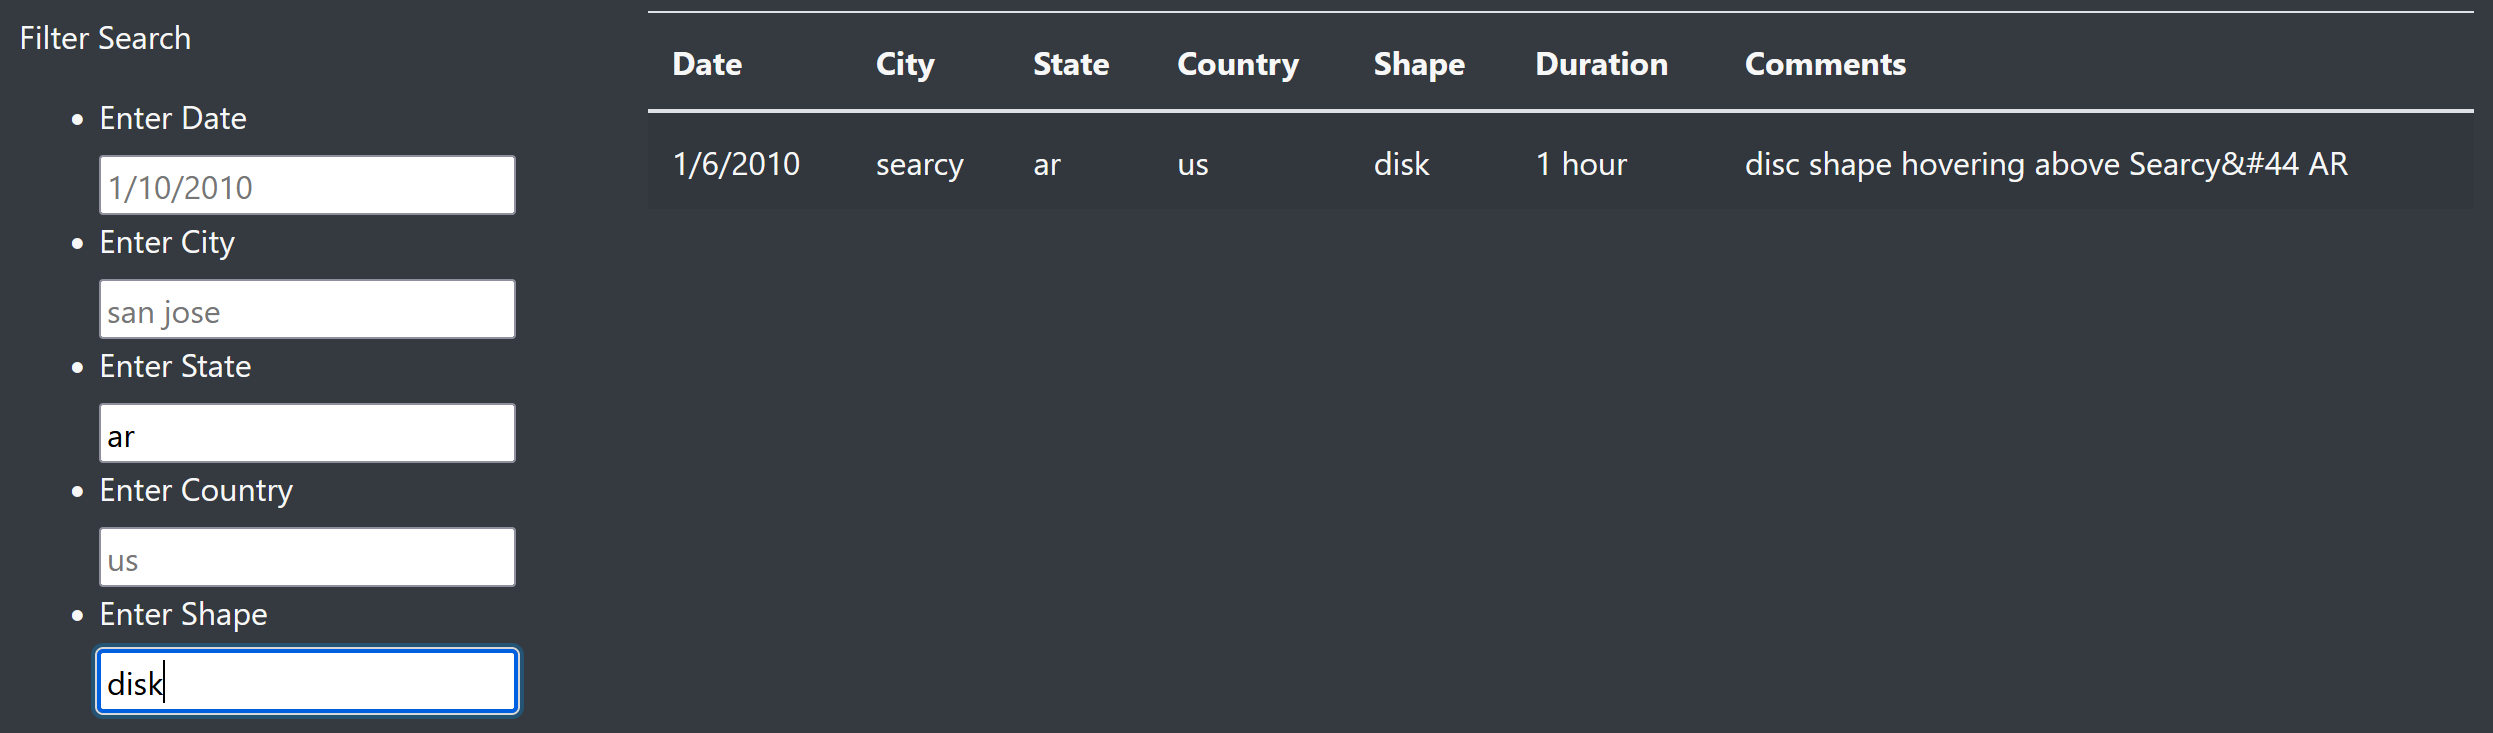 Filter Search
Enter Date
1/10/2010
Enter City
san jose
Enter State
ar
Enter Country
us
Enter Shape
disk
Date City State Country Shape Duration Comments
1/6/2010 searcy ar us disk 1 hour disc shape hovering above Searcy&#44 AR